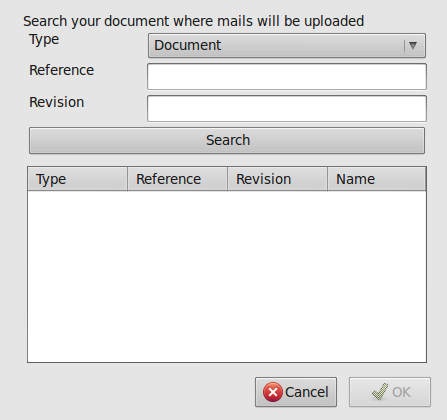 Search your document where mails will be uploaded
Type Document
Reference
Revision
Search
Type Reference Revision Name
Cancel OK